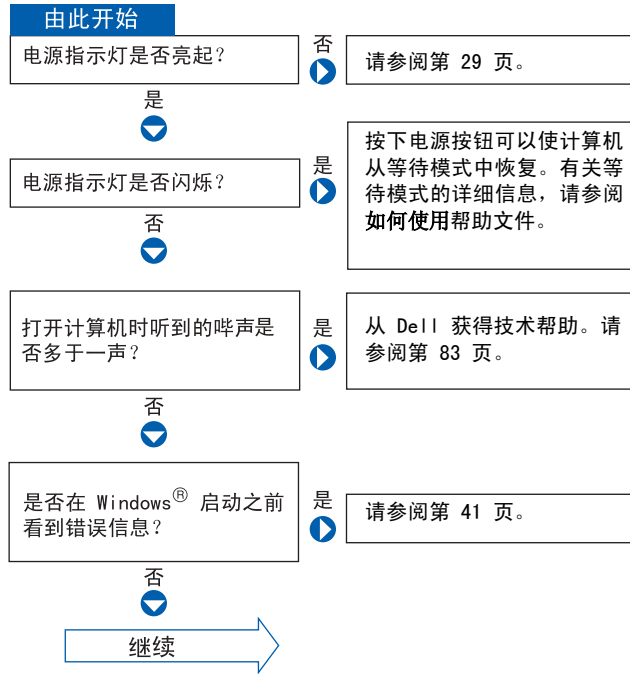 由此开始
电源指示灯是否亮起？
否
请参阅第 29 页。
是
电源指示灯是否闪烁？
是
按下电源按钮可以使计算机
从等待模式中恢复。有关等
待模式的详细信息，请参阅
如何使用帮助文件。
否
打开计算机时听到的哔声是
否多于一声？
是
从 Dell 获得技术帮助。请
参阅第 83 页。
否
是否在 Windows® 启动之前
看到错误信息？
是
请参阅第 41 页。
否
继续